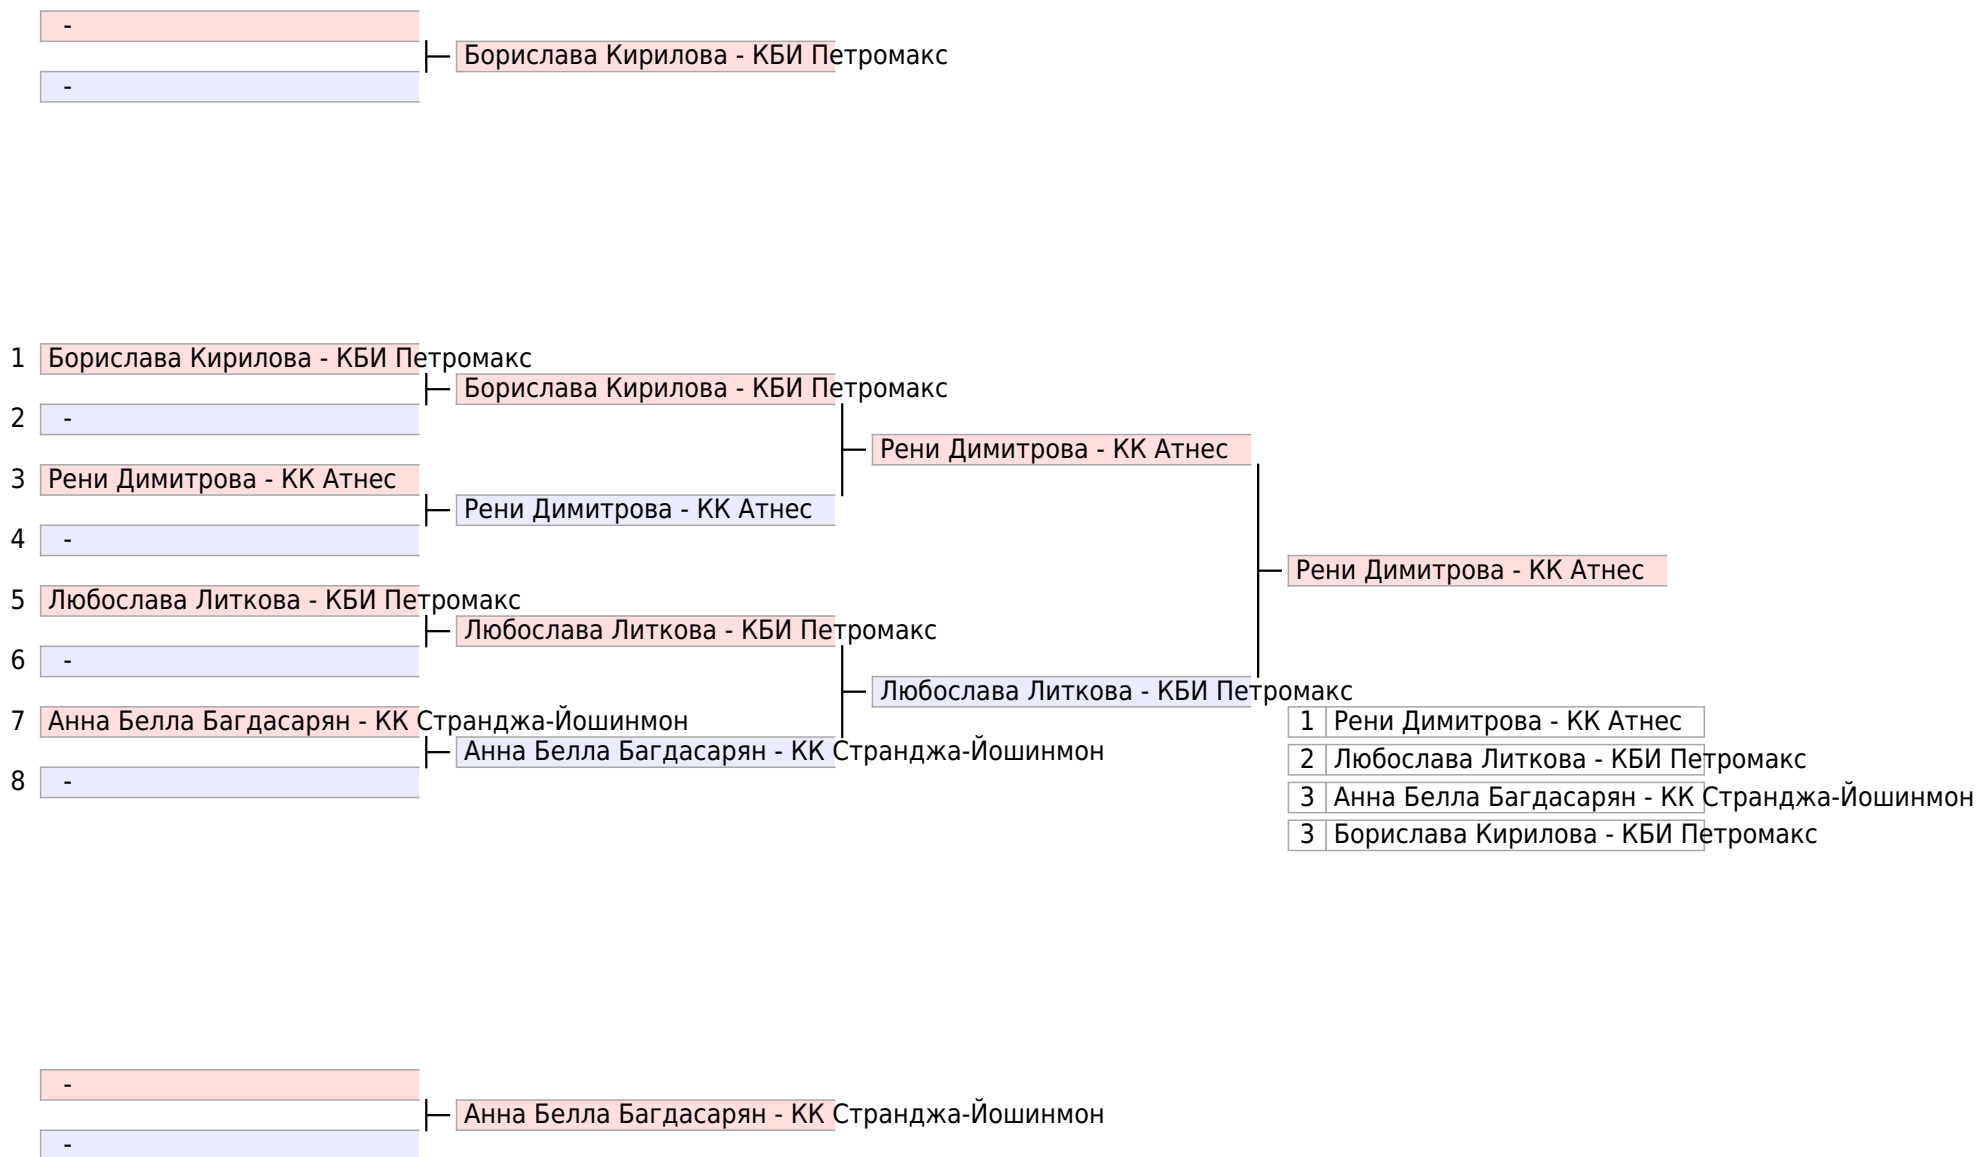 -
Борислава Кирилова - КБИ Петромакс
-
1 Борислава Кирилова - КБИ Петромакс
Борислава Кирилова - КБИ Петромакс
2 -
Рени Димитрова - КК Атнес
3 Рени Димитрова - КК Атнес
Рени Димитрова - КК Атнес
4 -
Рени Димитрова - КК Атнес
5 Любослава Литкова - КБИ Петромакс
Любослава Литкова - КБИ Петромакс
6 -
Любослава Литкова - КБИ Петромакс
7 Анна Белла Багдасарян - КК Странджа-Йошинмон
Анна Белла Багдасарян - КК Странджа-Йошинмон
8 -
1 Рени Димитрова - КК Атнес
2 Любослава Литкова - КБИ Петромакс
3 Анна Белла Багдасарян - КК Странджа-Йошинмон
3 Борислава Кирилова - КБИ Петромакс
-
Анна Белла Багдасарян - КК Странджа-Йошинмон
-